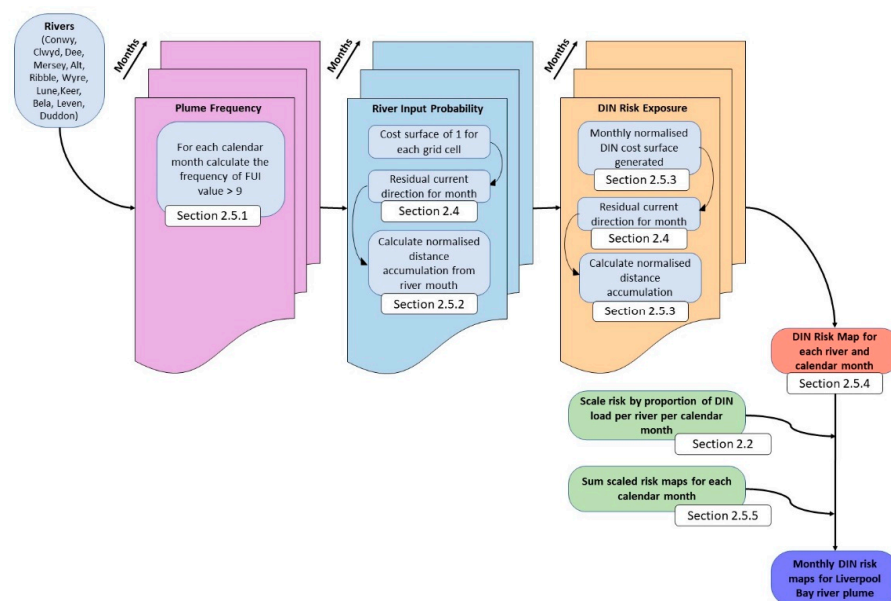 Rivers
(Conwy,
Clwyd, Dee,
Mersey, Alt,
Ribble, Wyre,
Lune,Keer,
Bela, Leven,
Duddon)
Months
Plume Frequency
For each calendar
month calculate the
frequency of FUI
value > 9
Section 2.5.1
Months
River Input Probability
Cost surface of 1 for
each grid cell
Residual current
direction for month
Section 2.4
Calculate normalised
distance accumulation from
river mouth
Section 2.5.2
Months
DIN Risk Exposure
Monthly normalised
DIN cost surface
generated
Section 2.5.3
Residual current
direction for month
Section 2.4
Calculate normalised
distance
accumulation
Section 2.5.3
DIN Risk Map for
each river and
calendar month
Section 2.5.4
Scale risk by proportion of DIN
load per river per calendar
month
Section 2.2
Sum scaled risk maps for each
calendar month
Section 2.5.5
Monthly DIN risk
maps for Liverpool
Bay river plume